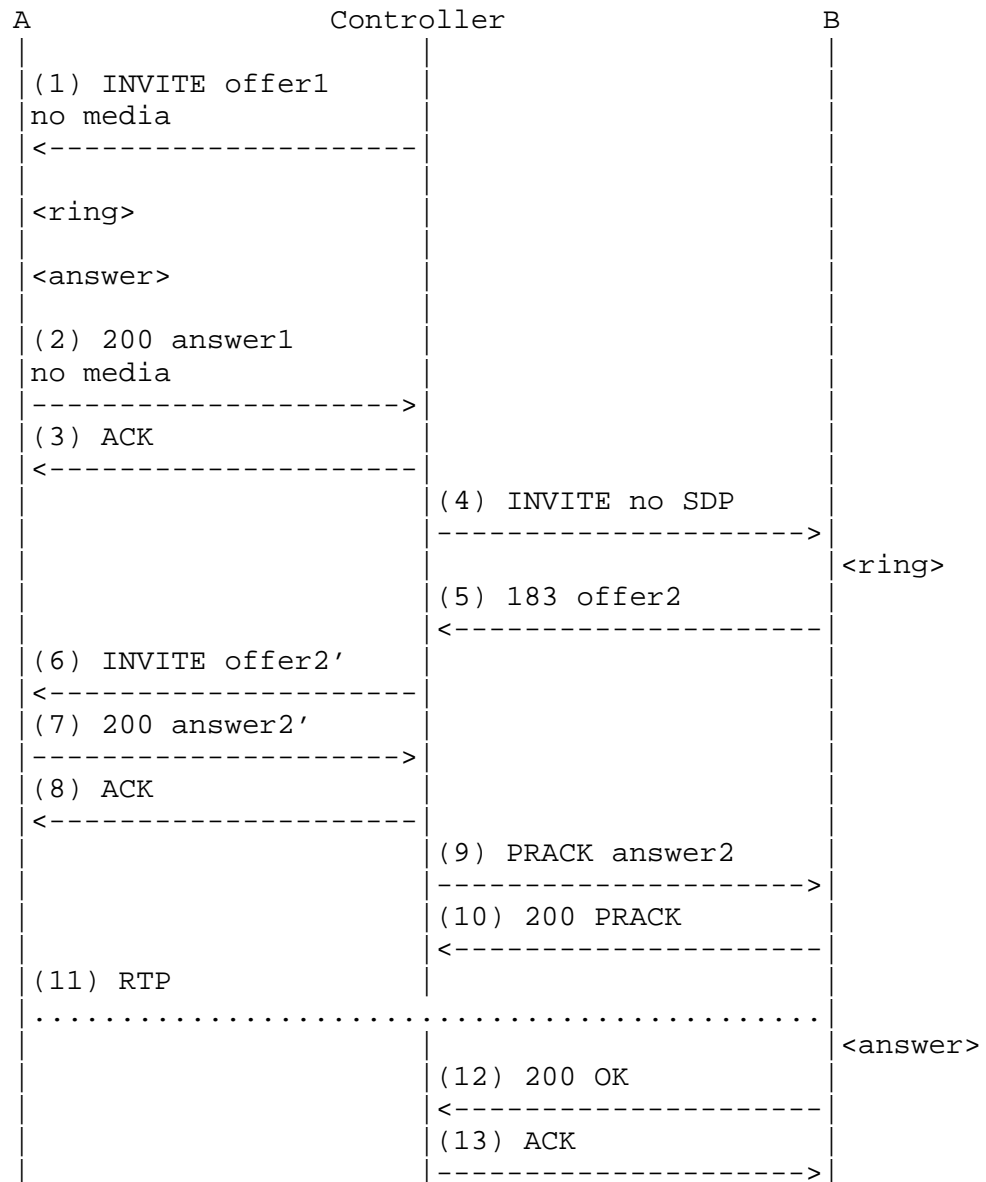 A Controller B
(1) INVITE offer1
no media
<ring>
<answer>
(2) 200 answer1
no media
(3) ACK
(4) INVITE no SDP
<ring>
(5) 183 offer2
(6) INVITE offer2'
(7) 200 answer2'
(8) ACK
(9) PRACK answer2
(10) 200 PRACK
(11) RTP
<answer>
(12) 200 OK
(13) ACK